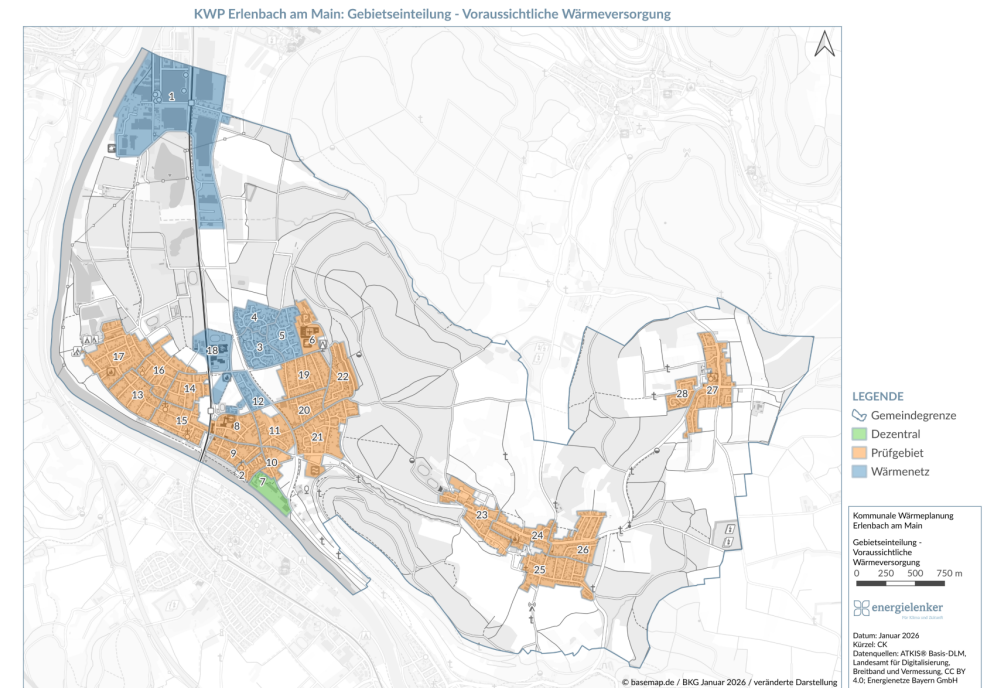 KWP Erlenbach am Main: Gebietseinteilung - Voraussichtliche Wärmeversorgung
1
4
5
3
6
18
17
16
19
22
14
13
12
20
15
8
11
21
9
10
2
7
28
27
23
24
26
25
LEGENDE
Gemeindegrenze
Dezentral
Prüfgebiet
Wärmenetz
Kommunale Wärmeplanung
Erlenbach am Main
Gebietseinteilung -
Voraussichtliche
Wärmeversorgung
0 250 500 750 m
energielenker
Datum: Januar 2026
Kürzel: CK
Datenquellen: ATKIS® Basis-DLM,
Landesamt für Digitalisierung,
Breitband und Vermessung, CC BY
4.0; Energienetze Bayern GmbH
© basemap.de / BKG Januar 2026 / veränderte Darstellung